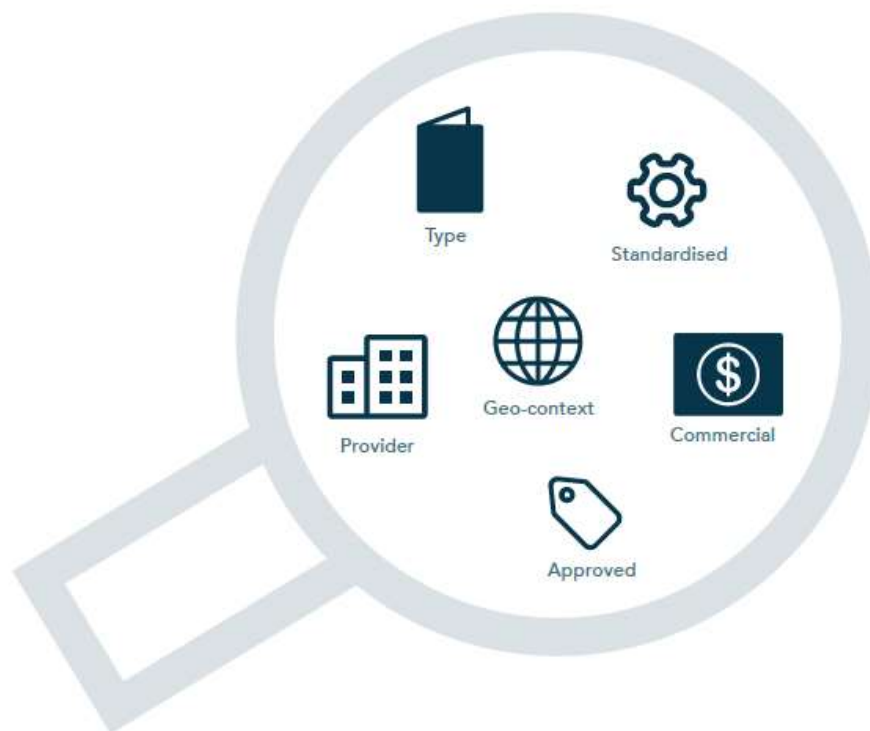 Type
Standardised
Geo-context
Provider
Commercial
Approved